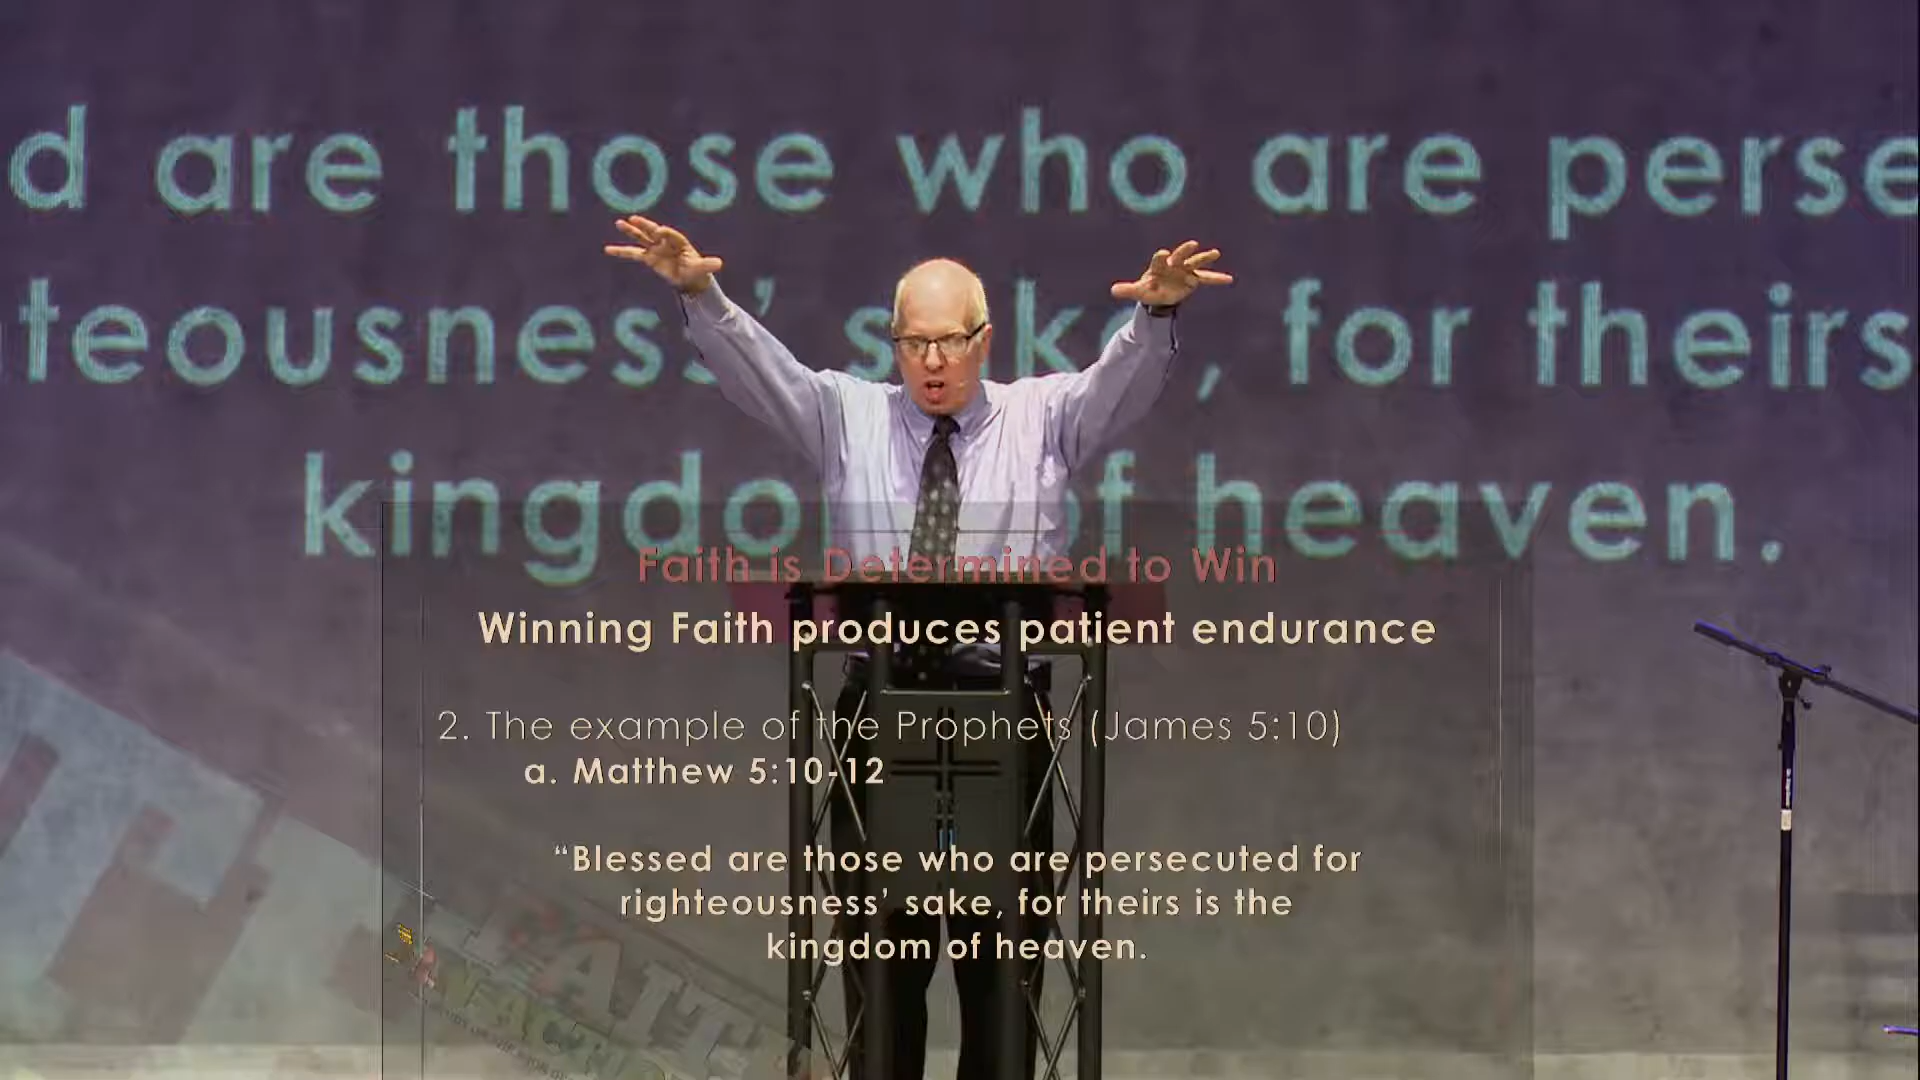 d are those who are perse
teousness’ sake, for theirs
kingdo of heaven.
Faith is Determined to Win
Winning Faith produces patient endurance
2. The example of the Prophets (James 5:10)
a. Matthew 5:10-12
“Blessed are those who are persecuted for
righteousness’ sake, for theirs is the
kingdom of heaven.